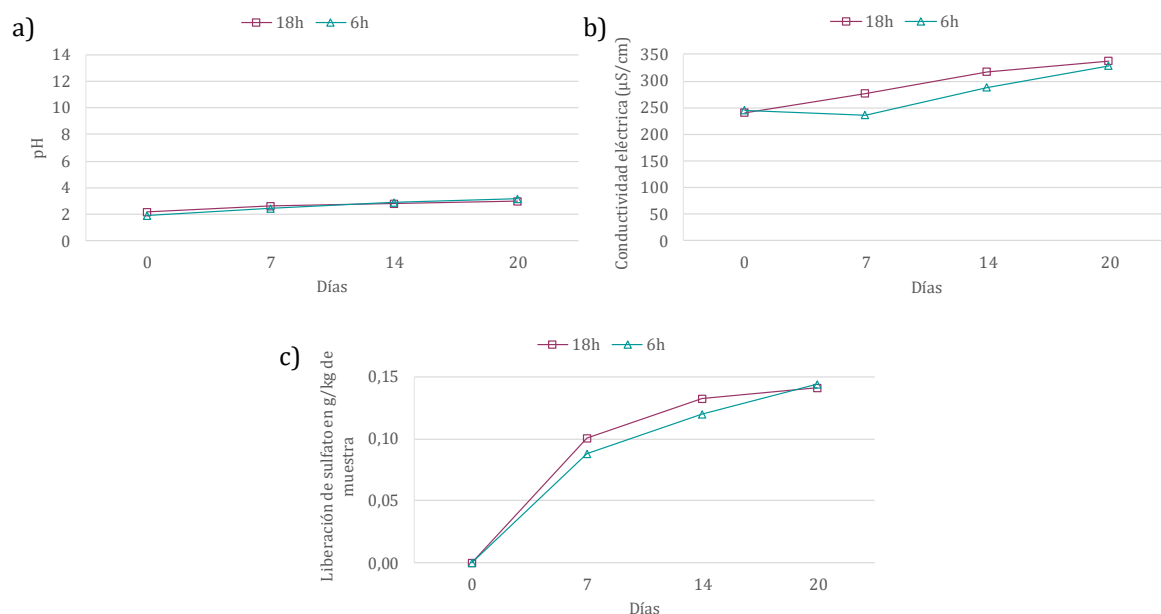 a)
18h 6h
14
12
10
8
6
4
2
0
pH
0 7 14 20
Días
b)
18h 6h
350
300
250
200
150
100
50
0
Conductividad eléctrica (µS/cm)
0 7 14 20
Días
c)
18h 6h
0,15
0,10
0,05
0,00
Liberación de sulfato en g/kg de
muestra
0 7 14 20
Días